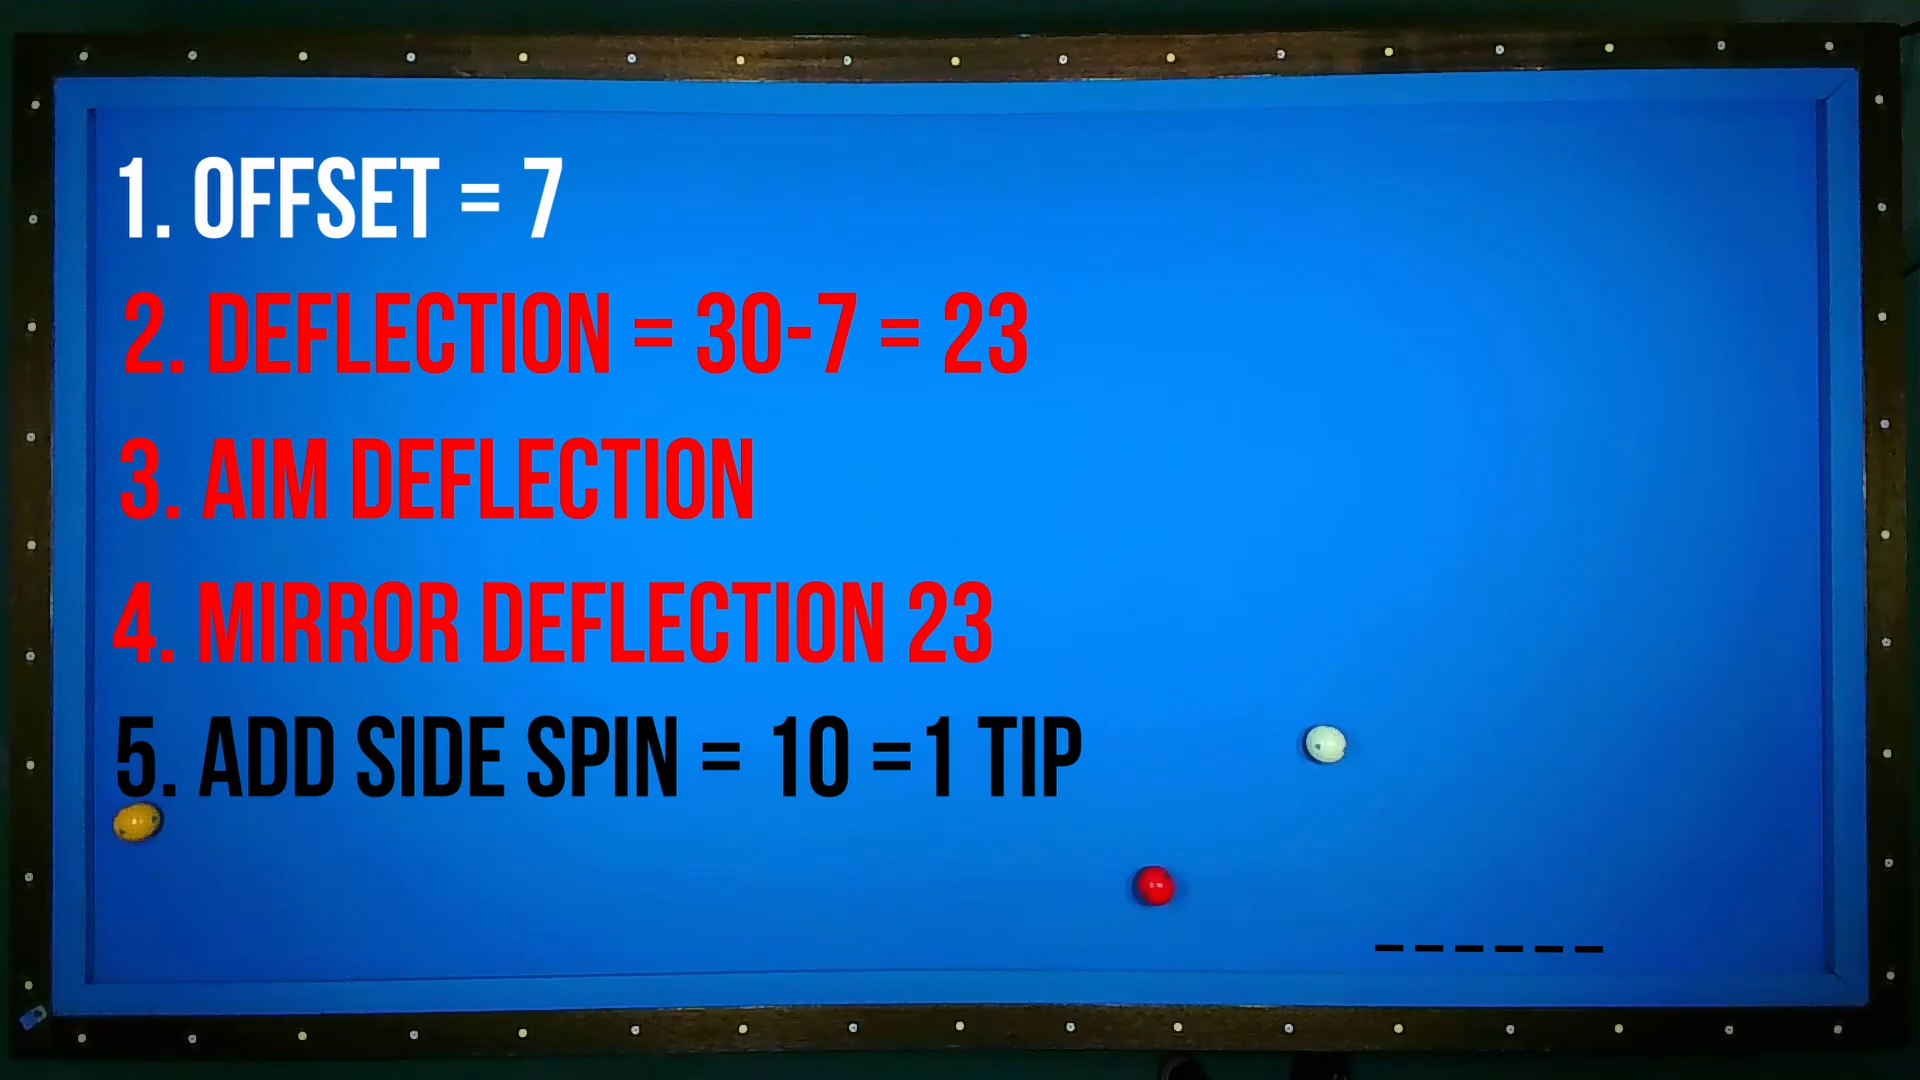 1. OFFSET = 7
2. DEFLECTION = 30-7 = 23
3. AIM DEFLECTION
4. MIRROR DEFLECTION 23
5. ADD SIDE SPIN = 10 =1 TIP